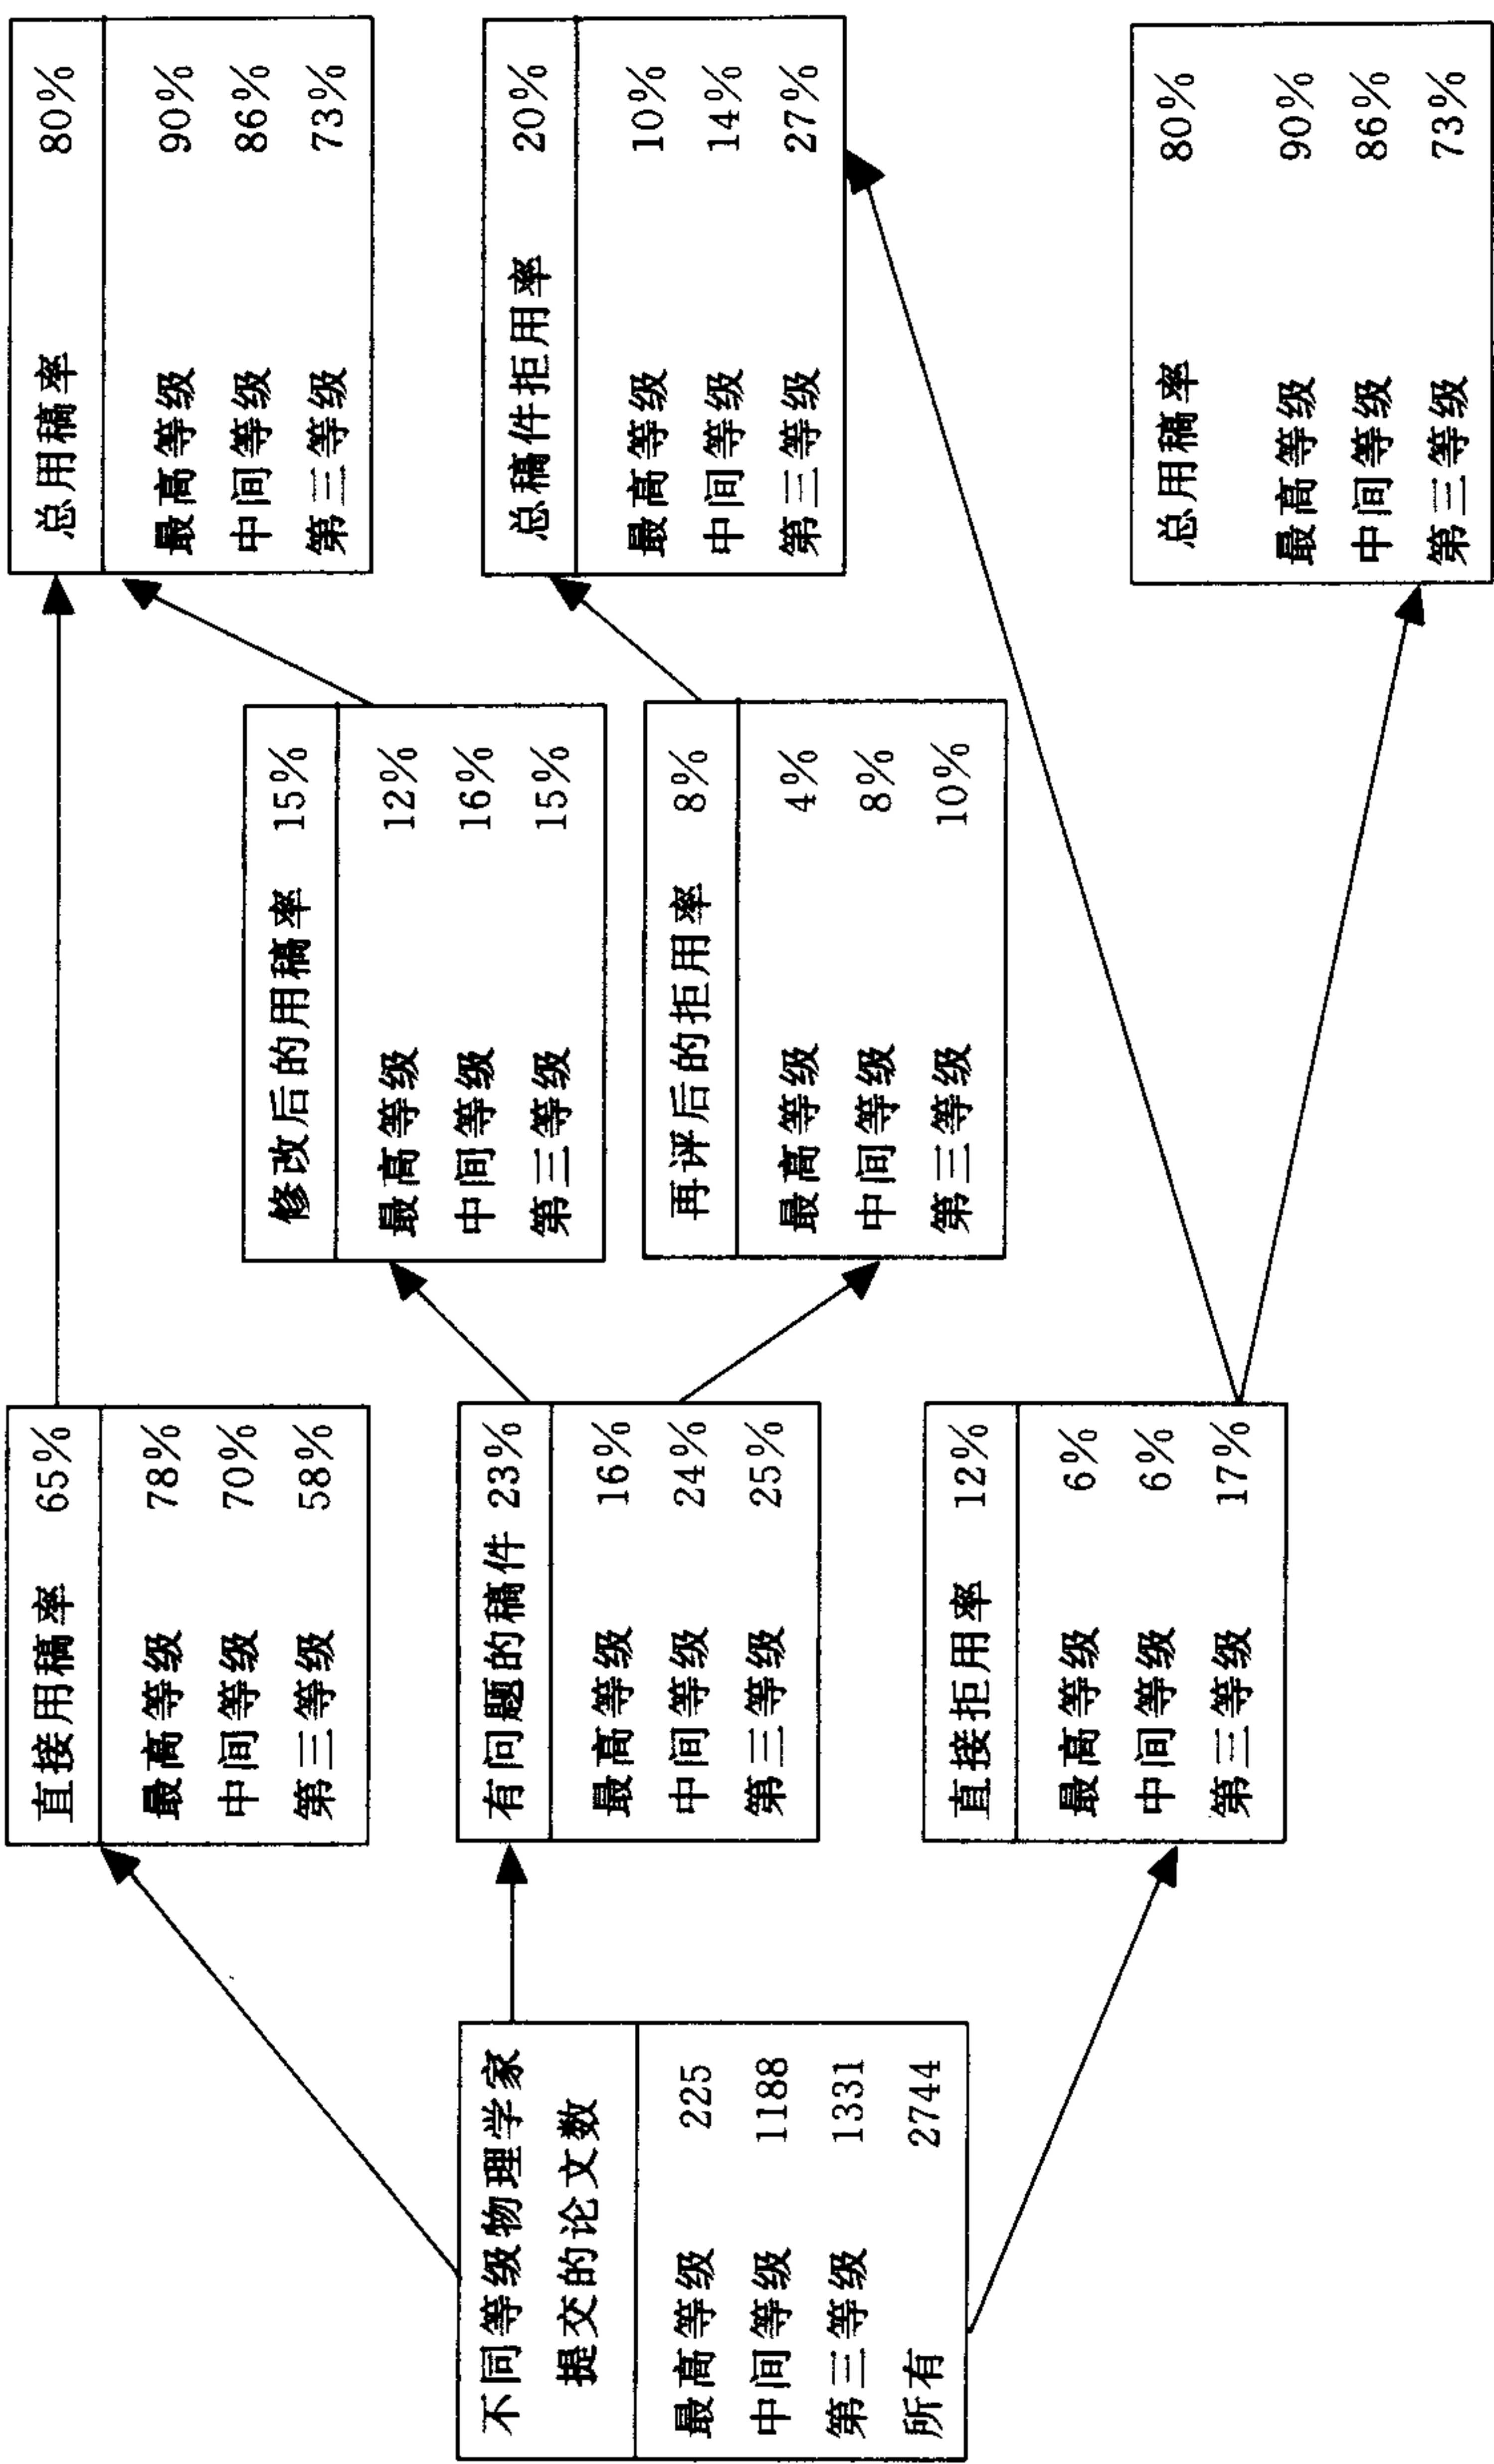 不同等级物理学家
提交的论文数
最高等级 225
中间等级 1188
第三等级 1331
所有 2744
直接用稿率 65%
最高等级 78%
中间等级 70%
第三等级 58%
有问题的稿件 23%
最高等级 16%
中间等级 24%
第三等级 25%
直接拒用率 12%
最高等级 6%
中间等级 6%
第三等级 17%
修改后的用稿率 15%
最高等级 12%
中间等级 16%
第三等级 15%
再评后的拒用率 8%
最高等级 4%
中间等级 8%
第三等级 10%
总用稿率 80%
最高等级 90%
中间等级 86%
第三等级 73%
总稿件拒用率 20%
最高等级 10%
中间等级 14%
第三等级 27%
总用稿率 80%
最高等级 90%
中间等级 86%
第三等级 73%